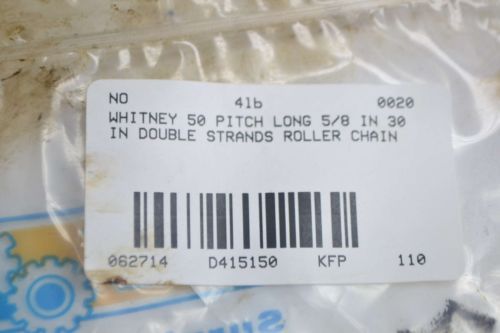 NO 4lb 0020
WHITNEY 50 PITCH LONG 5/8 IN 30
IN DOUBLE STRANDS ROLLER CHAIN
062714 D415150 KFP 110